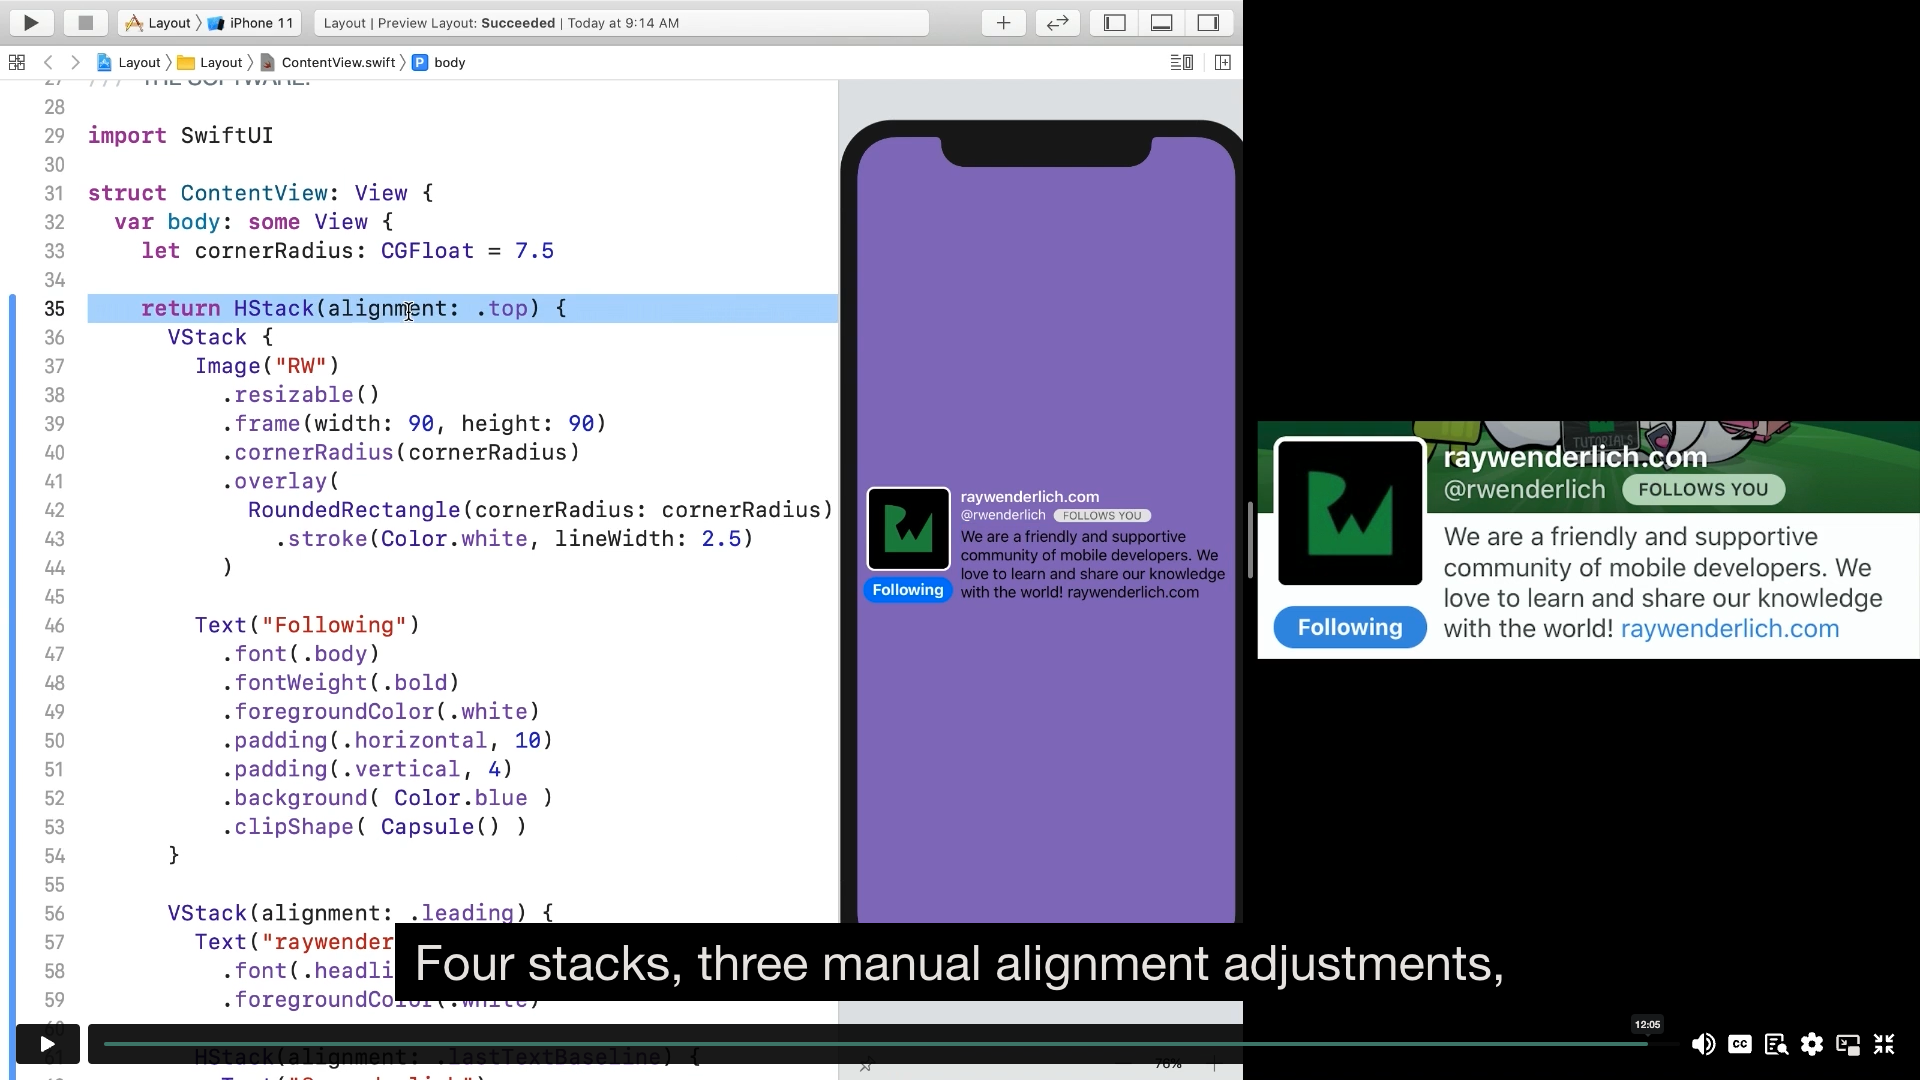 Layout
iPhone 11
Layout | Preview Layout: Succeeded | Today at 9:14 AM
Layout
Layout
ContentView.swift
P
body
27 /// THE SOFTWARE.
28
29 import SwiftUI
30
31 struct ContentView: View {
32 var body: some View {
33 let cornerRadius: CGFloat = 7.5
34
35 return HStack(alignment: .top) {
36 VStack {
37 Image("RW")
38 .resizable()
39 .frame(width: 90, height: 90)
40 .cornerRadius(cornerRadius)
41 .overlay(
42 RoundedRectangle(cornerRadius: cornerRadius)
43 .stroke(Color.white, lineWidth: 2.5)
44 )
45
46 Text("Following")
47 .font(.body)
48 .fontWeight(.bold)
49 .foregroundColor(.white)
50 .padding(.horizontal, 10)
51 .padding(.vertical, 4)
52 .background( Color.blue )
53 .clipShape( Capsule() )
54 }
55
56 VStack(alignment: .leading) {
57 Text("raywender
58 .font(.headli
59 .foregroundColor(.white)
60
61 HStack(alignment: .lastTextBaseline) {
raywenderlich.com
@rwenderlich FOLLOWS YOU
We are a friendly and supportive
community of mobile developers. We
love to learn and share our knowledge
with the world! raywenderlich.com
Following
TUTORIALS
raywenderlich.com
@rwenderlich FOLLOWS YOU
We are a friendly and supportive
community of mobile developers. We
love to learn and share our knowledge
with the world! raywenderlich.com
Following
Four stacks, three manual alignment adjustments,
12:05
CC
76%